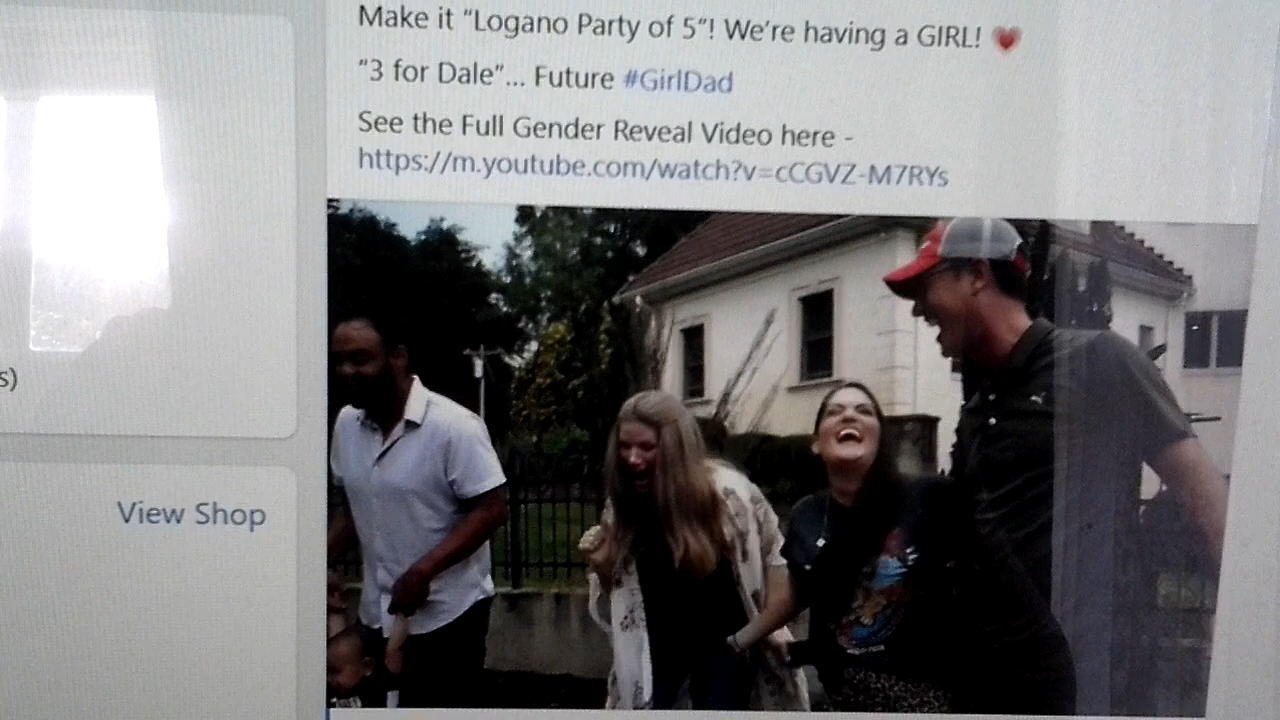 Make it “Logano Party of 5”! We’re having a GIRL! ❤
“3 for Dale”... Future #GirlDad
See the Full Gender Reveal Video here -
https://m.youtube.com/watch?v=cCGVZ-M7RYs
s)
View Shop